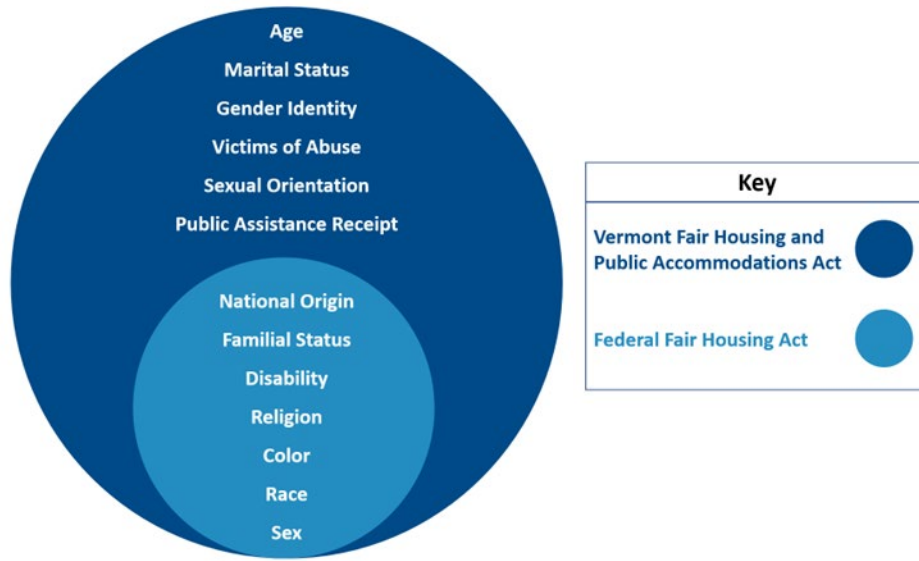 Age
Marital Status
Gender Identity
Victims of Abuse
Sexual Orientation
Public Assistance Receipt
National Origin
Familial Status
Disability
Religion
Color
Race
Sex
Key
Vermont Fair Housing and
Public Accommodations Act
Federal Fair Housing Act